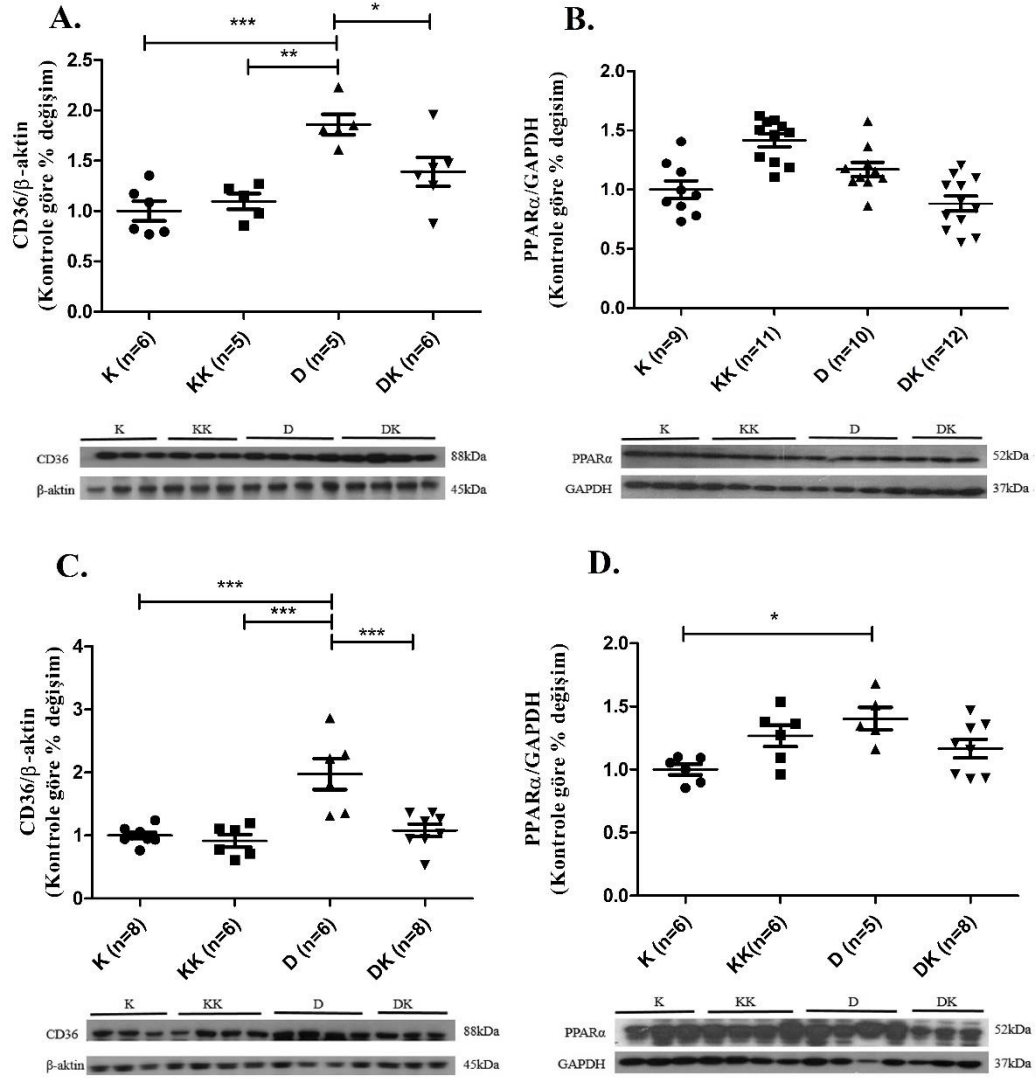 A.
***
*
**
CD36/β-aktin
(Kontrole göre % değişim)
2.5
2.0
1.5
1.0
0.5
0.0
K (n=6)
KK (n=5)
D (n=5)
DK (n=6)
K KK D DK
CD36 88kDa
β-aktin 45kDa
B.
PPARα/GAPDH
(Kontrole göre % degisim)
2.0
1.5
1.0
0.5
0.0
K (n=9)
KK (n=11)
D (n=10)
DK (n=12)
K KK D DK
PPARα 52kDa
GAPDH 37kDa
C.
***
***
***
CD36/β-aktin
(Kontrole göre % değişim)
4
3
2
1
0
K (n=8)
KK (n=6)
D (n=6)
DK (n=8)
K KK D DK
CD36 88kDa
β-aktin 45kDa
D.
*
PPARα/GAPDH
(Kontrole göre % değişim)
2.0
1.5
1.0
0.5
0.0
K (n=6)
KK(n=6)
D (n=5)
DK (n=8)
K KK D DK
PPARα 52kDa
GAPDH 37kDa